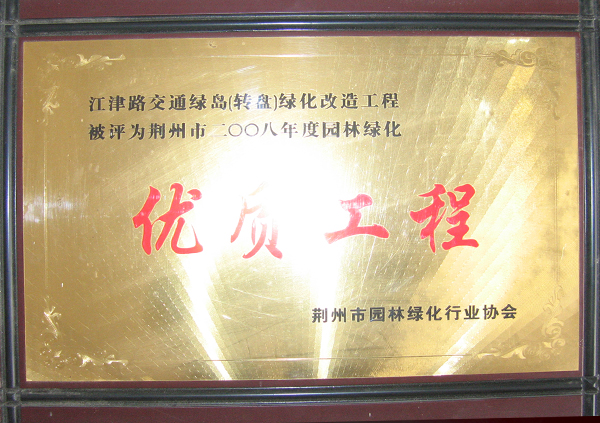 江津路交通绿岛(转盘)绿化改造工程
被评为荆州市二〇〇八年度园林绿化
优质工程
荆州市园林绿化行业协会